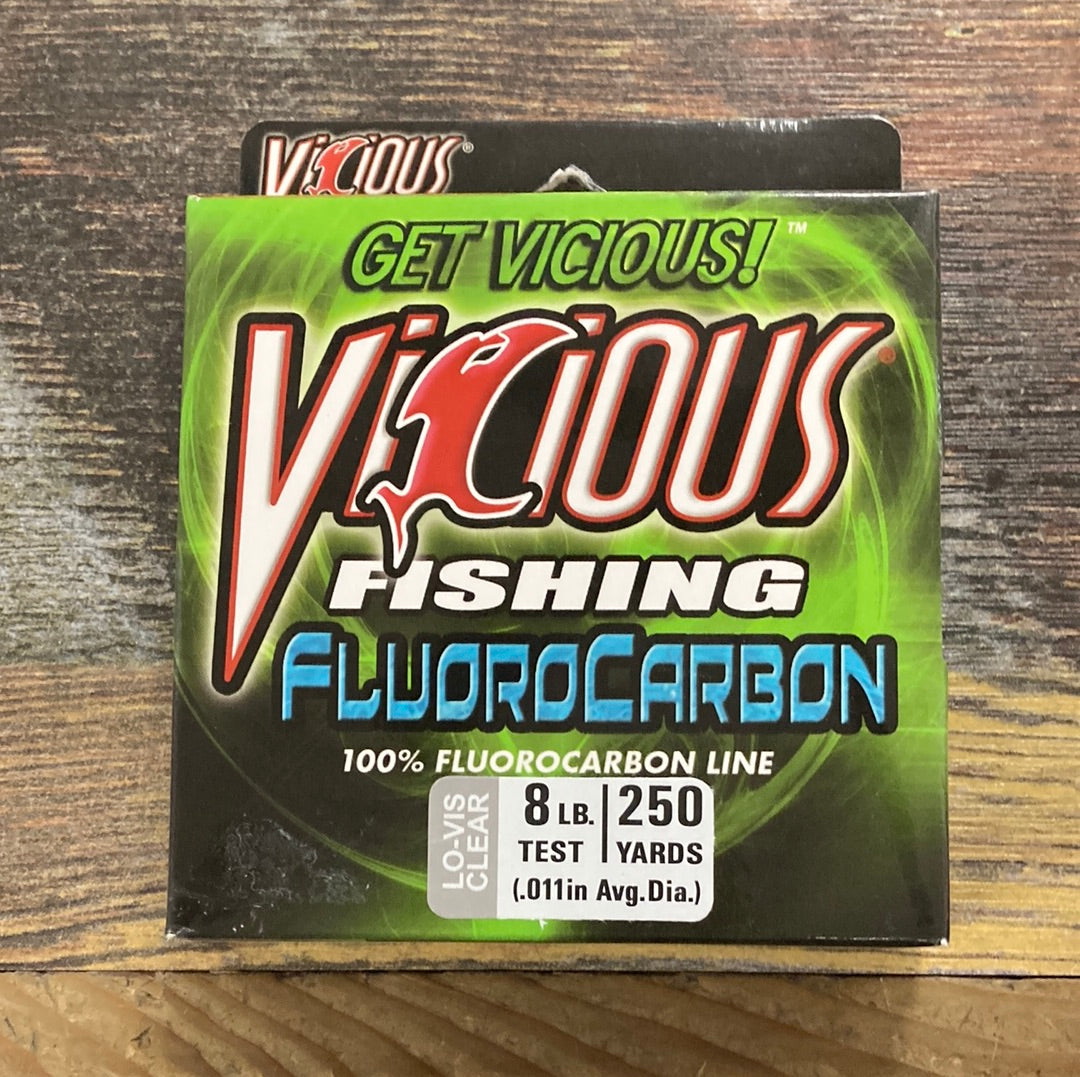 Vicious®
GET VICIOUS!™
Vicious®
FISHING
FLUOROCARBON
100% FLUOROCARBON LINE
LO-VIS
CLEAR
8 LB. 250
TEST YARDS
(.011in Avg.Dia.)